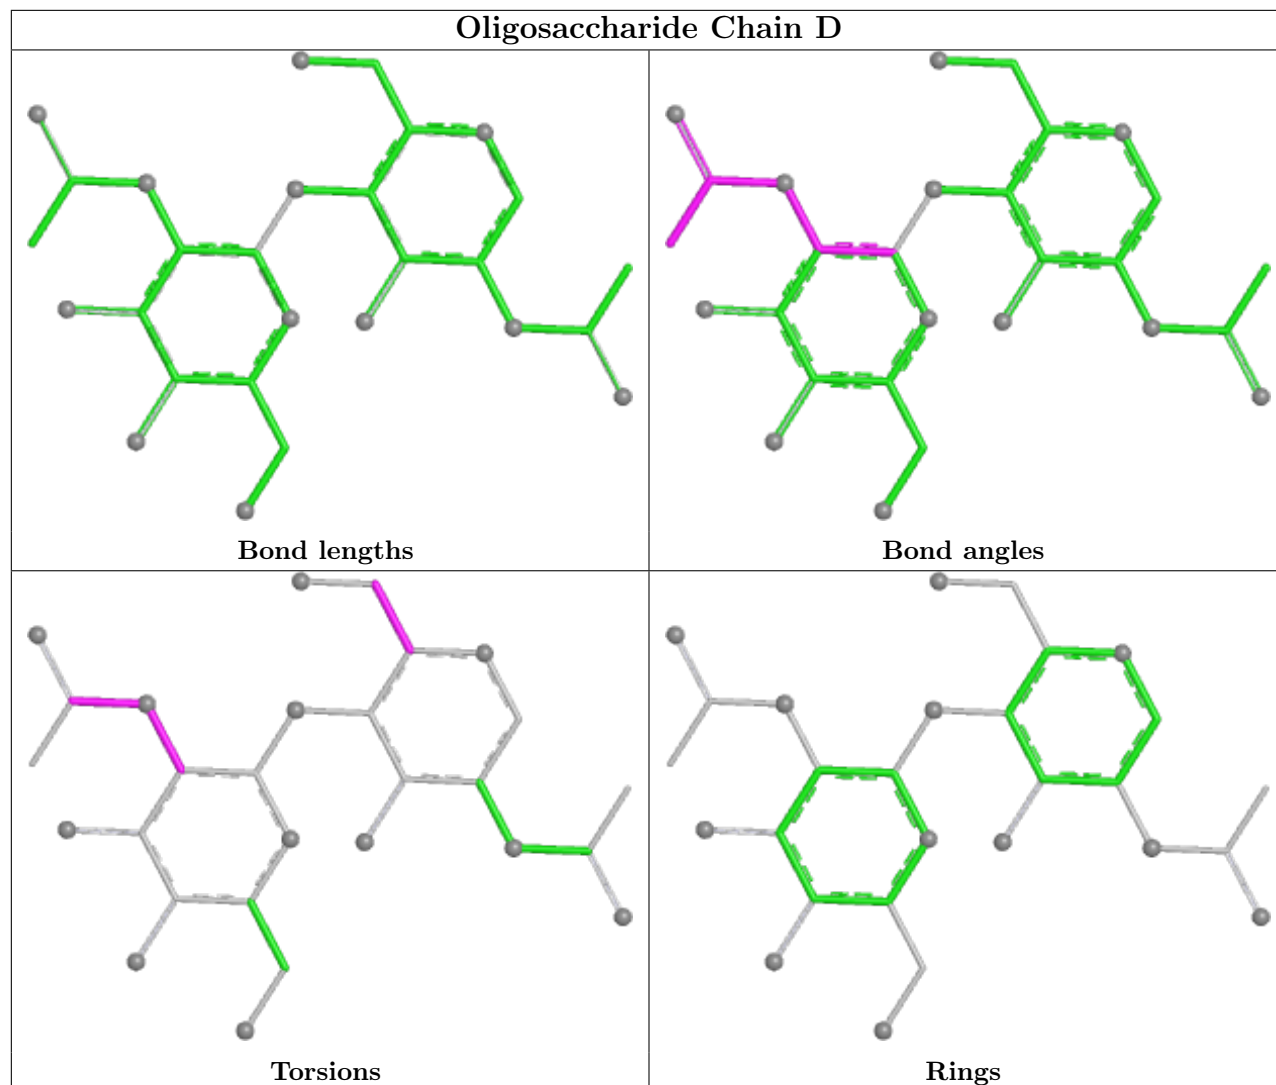 Oligosaccharide Chain D
Bond lengths
Bond angles
Torsions
Rings